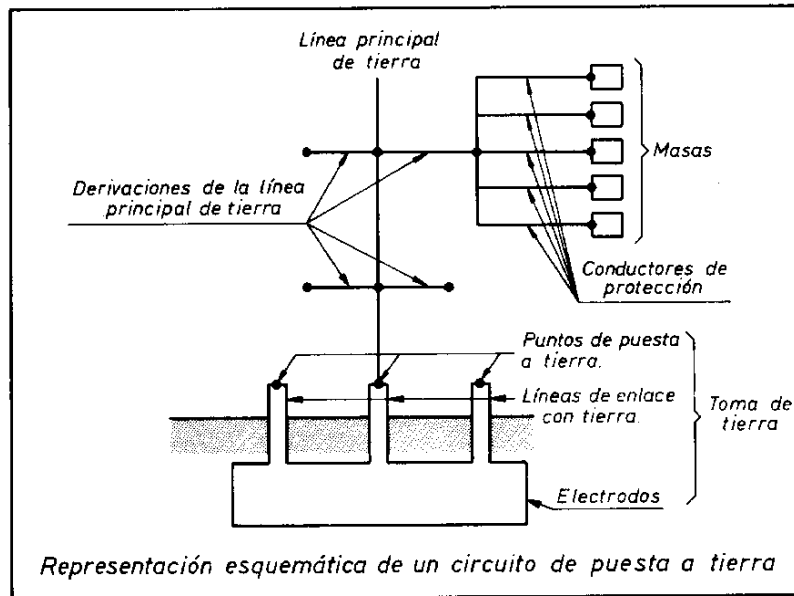 Línea principal
de tierra
Masas
Derivaciones de la línea
principal de tierra
Conductores de
protección
Puntos de puesta
a tierra.
Líneas de enlace
con tierra.
Toma de
tierra
Electrodos
Representación esquemática de un circuito de puesta a tierra